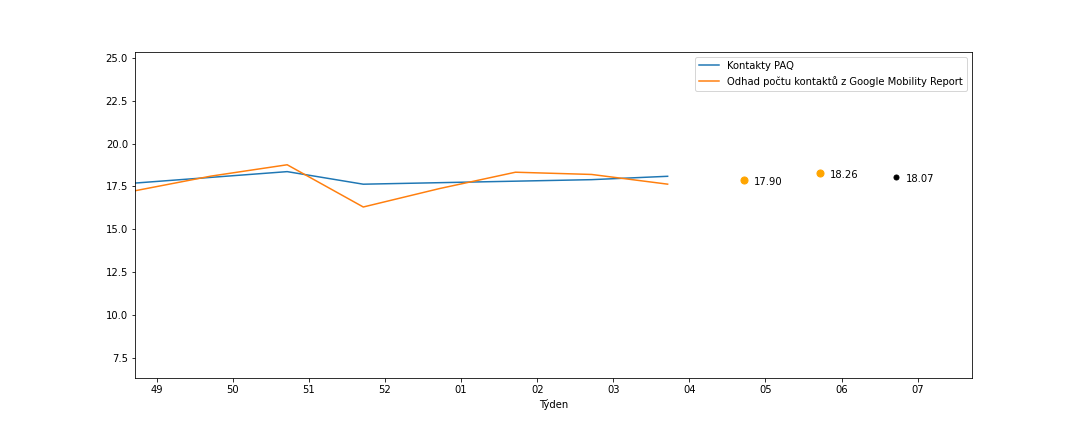 25.0
22.5
20.0
17.5
15.0
12.5
10.0
7.5
Kontakty PAQ
Odhad počtu kontaktů z Google Mobility Report
17.90
18.26
18.07
49 50 51 52 01 02 03 04 05 06 07
Týden